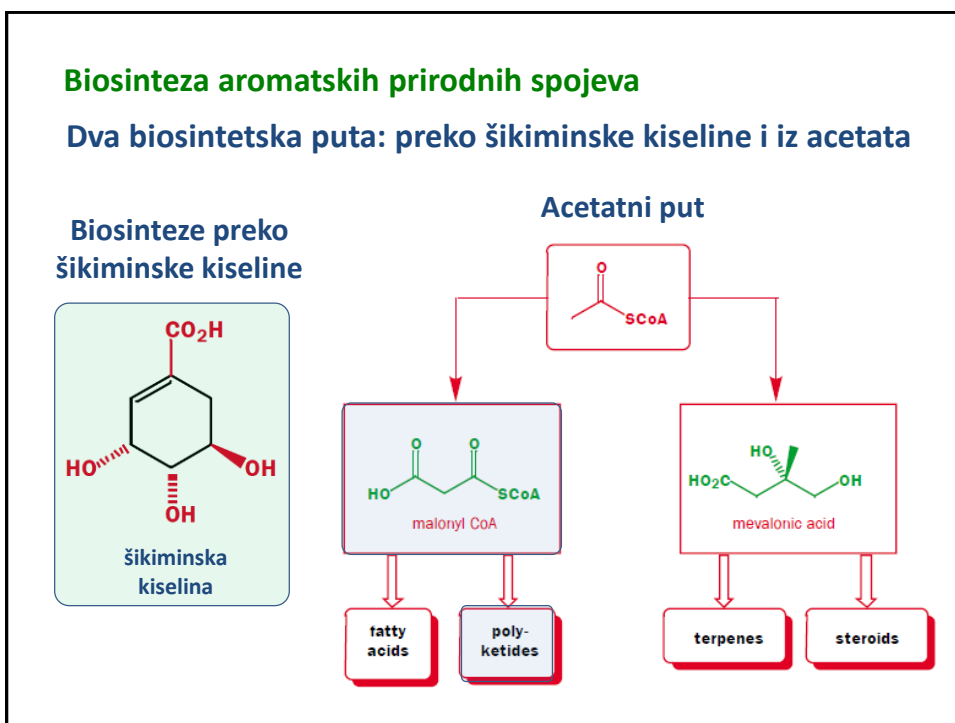 Biosinteza aromatskih prirodnih spojeva
Dva biosintetska puta: preko šikiminske kiseline i iz acetata
Biosinteze preko
šikiminske kiseline
CO₂H
HO
OH
OH
šikiminska
kiselina
Acetatni put
O
SCoA
O
O
HO
SCoA
malonyl CoA
HO
HO₂C
OH
mevalonic acid
fatty
acids
poly-
ketides
terpenes
steroids